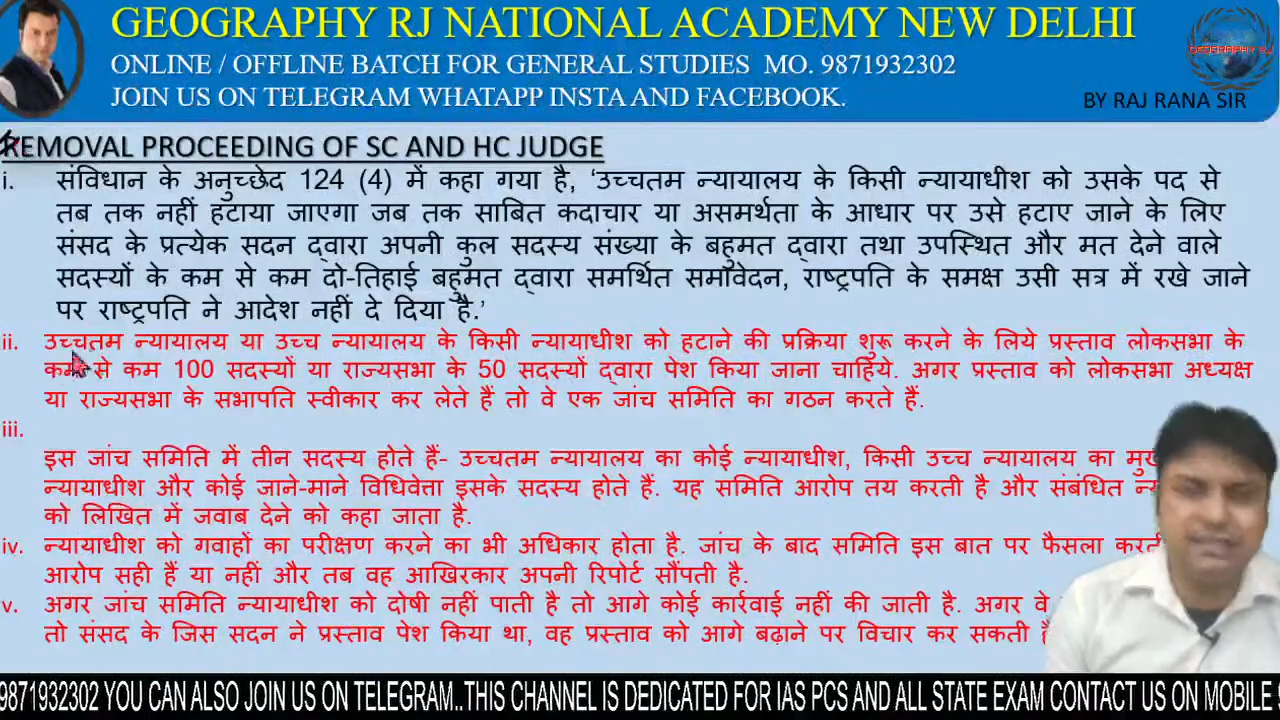 GEOGRAPHY RJ NATIONAL ACADEMY NEW DELHI
ONLINE / OFFLINE BATCH FOR GENERAL STUDIES MO. 9871932302
JOIN US ON TELEGRAM WHATAPP INSTA AND FACEBOOK.
GEOGRAPHY RJ
BY RAJ RANA SIR
REMOVAL PROCEEDING OF SC AND HC JUDGE
i. संविधान के अनुच्छेद 124 (4) में कहा गया है, ‘उच्चतम न्यायालय के किसी न्यायाधीश को उसके पद से
तब तक नहीं हटाया जाएगा जब तक साबित कदाचार या असमर्थता के आधार पर उसे हटाए जाने के लिए
संसद के प्रत्येक सदन द्वारा अपनी कुल सदस्य संख्या के बहुमत द्वारा तथा उपस्थित और मत देने वाले
सदस्यों के कम से कम दो-तिहाई बहुमत द्वारा समर्थित समावेदन, राष्ट्रपति के समक्ष उसी सत्र में रखे जाने
पर राष्ट्रपति ने आदेश नहीं दे दिया है.’
ii. उच्चतम न्यायालय या उच्च न्यायालय के किसी न्यायाधीश को हटाने की प्रक्रिया शुरू करने के लिये प्रस्ताव लोकसभा के
कम से कम 100 सदस्यों या राज्यसभा के 50 सदस्यों द्वारा पेश किया जाना चाहिये. अगर प्रस्ताव को लोकसभा अध्यक्ष
या राज्यसभा के सभापति स्वीकार कर लेते हैं तो वे एक जांच समिति का गठन करते हैं.
iii.
इस जांच समिति में तीन सदस्य होते हैं- उच्चतम न्यायालय का कोई न्यायाधीश, किसी उच्च न्यायालय का
न्यायाधीश और कोई जाने-माने विधिवेत्ता इसके सदस्य होते हैं. यह समिति आरोप तय करती है और संबंधित
को लिखित में जवाब देने को कहा जाता है.
iv. न्यायाधीश को गवाहों का परीक्षण करने का भी अधिकार होता है. जांच के बाद समिति इस बात पर फैसला
आरोप सही हैं या नहीं और तब वह आखिरकार अपनी रिपोर्ट सौंपती है.
v. अगर जांच समिति न्यायाधीश को दोषी नहीं पाती है तो आगे कोई कार्रवाई नहीं की जाती है. अगर वे
तो संसद के जिस सदन ने प्रस्ताव पेश किया था, वह प्रस्ताव को आगे बढ़ाने पर विचार कर सकती
9871932302 YOU CAN ALSO JOIN US ON TELEGRAM..THIS CHANNEL IS DEDICATED FOR IAS PCS AND ALL STATE EXAM CONTACT US ON MOBILE